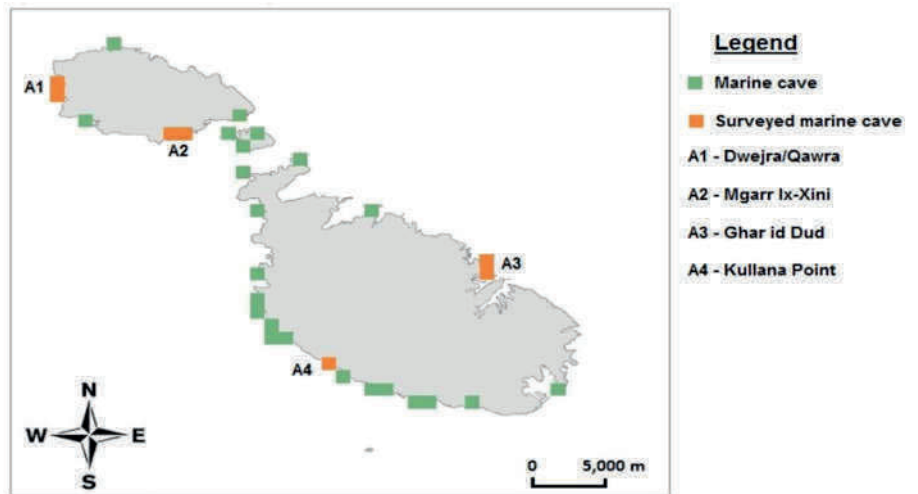 Legend
Marine cave
Surveyed marine cave
A1 - Dwejra/Qawra
A2 - Mgarr Ix-Xini
A3 - Ghar id Dud
A4 - Kullana Point
A1
A2
A3
A4
N
W E
S
0 5,000 m